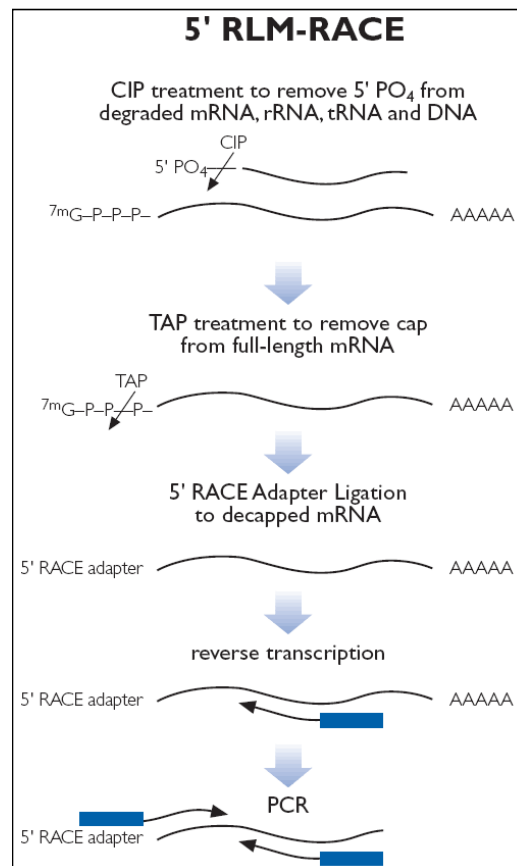 5' RLM-RACE
CIP treatment to remove 5' PO₄ from
degraded mRNA, rRNA, tRNA and DNA
CIP
5' PO₄
⁷ᵐG–P–P–P–
AAAAA
TAP treatment to remove cap
from full-length mRNA
TAP
⁷ᵐG–P–P–P–
AAAAA
5' RACE Adapter Ligation
to decapped mRNA
5' RACE adapter
AAAAA
reverse transcription
5' RACE adapter
AAAAA
PCR
5' RACE adapter